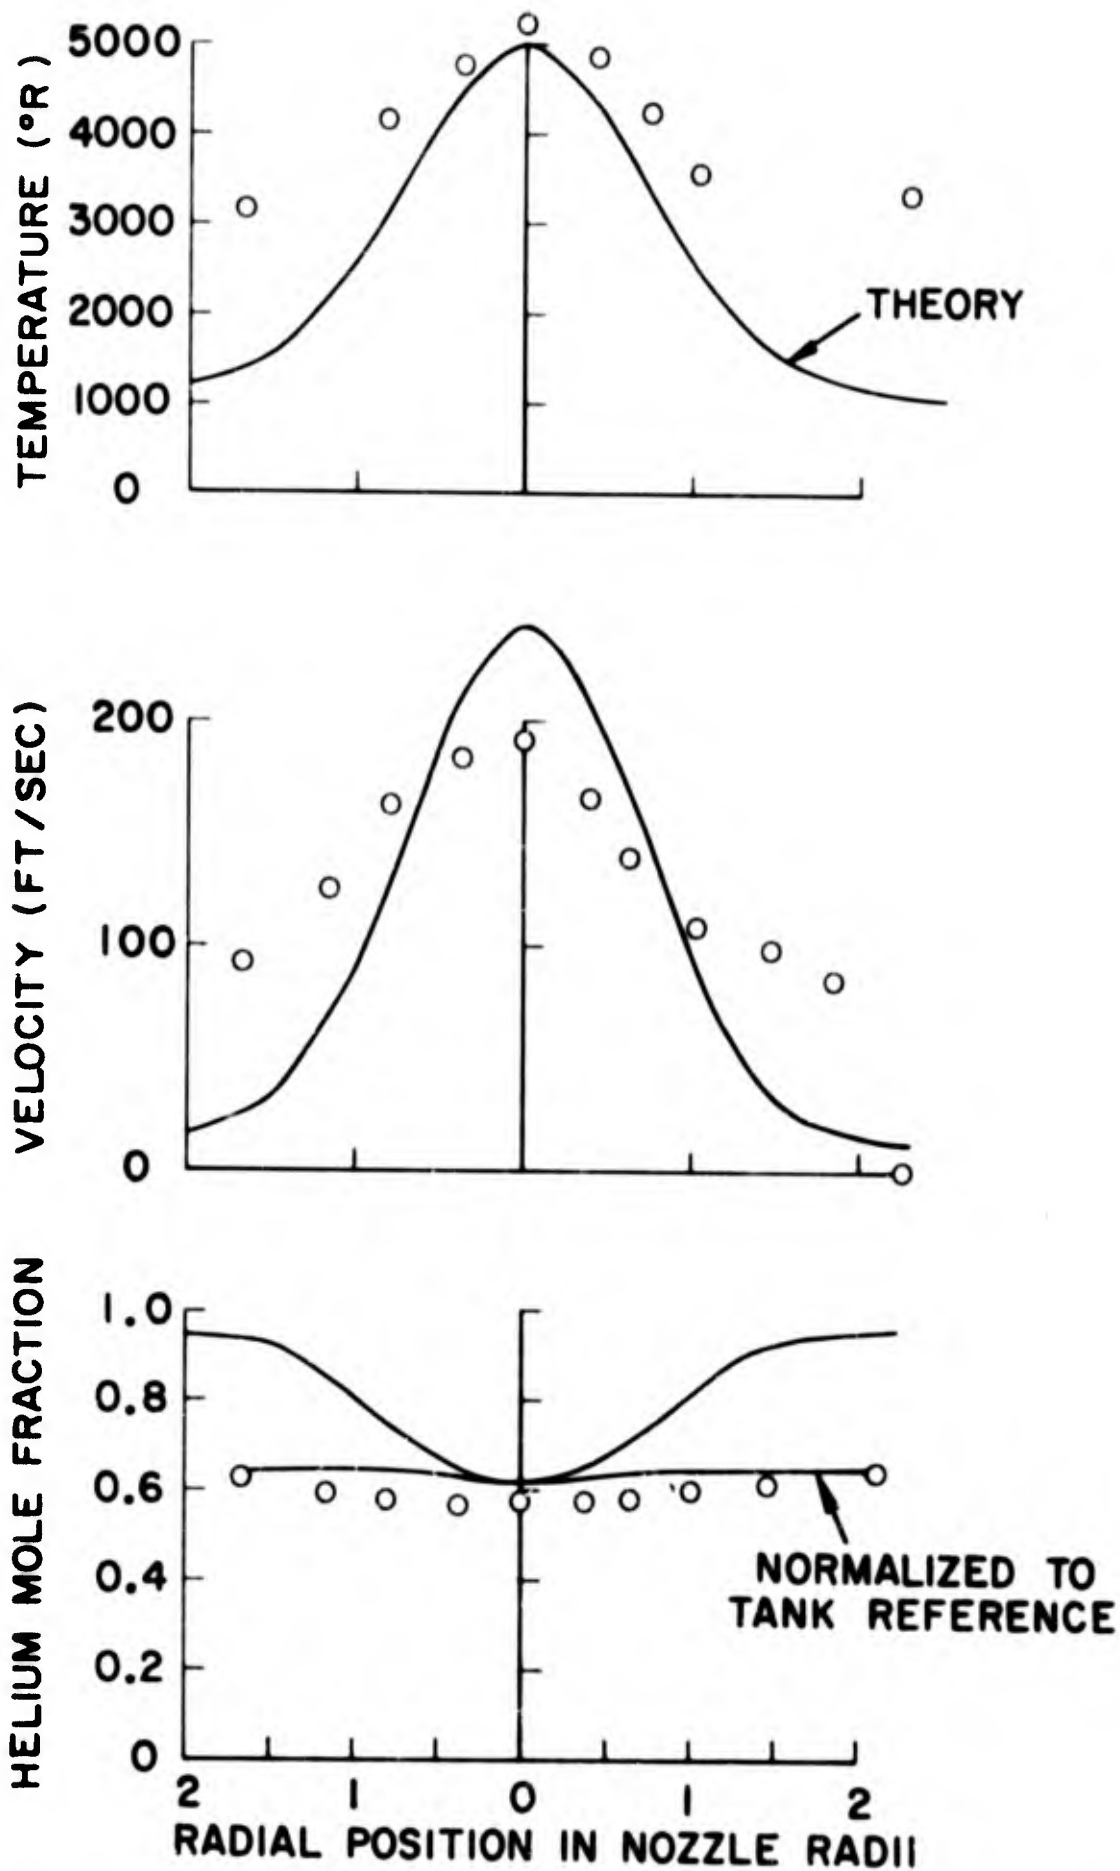 TEMPERATURE (°R)
5000
4000
3000
2000
1000
0
THEORY
VELOCITY (FT/SEC)
200
100
0
HELIUM MOLE FRACTION
1.0
0.8
0.6
0.4
0.2
0
NORMALIZED TO
TANK REFERENCE
2 1 0 1 2
RADIAL POSITION IN NOZZLE RADII